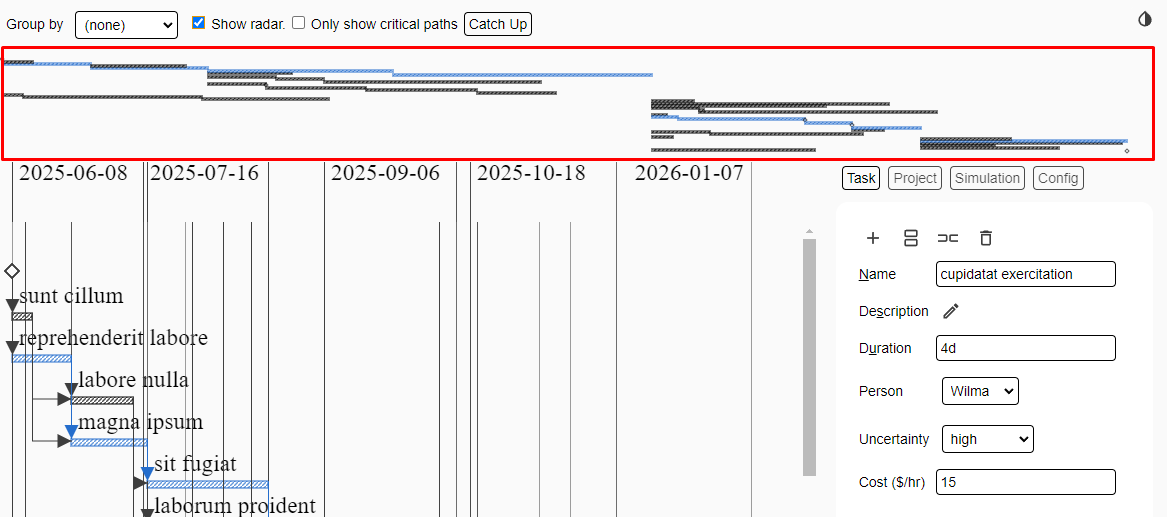 Group by (none) Show radar. Only show critical paths Catch Up
2025-06-08 2025-07-16 2025-09-06 2025-10-18 2026-01-07
Task Project Simulation Config
sunt cillum
reprehenderit labore
labore nulla
magna ipsum
sit fugiat
laborum proident
Name cupidatat exercitation
Description
Duration 4d
Person Wilma
Uncertainty high
Cost ($/hr) 15